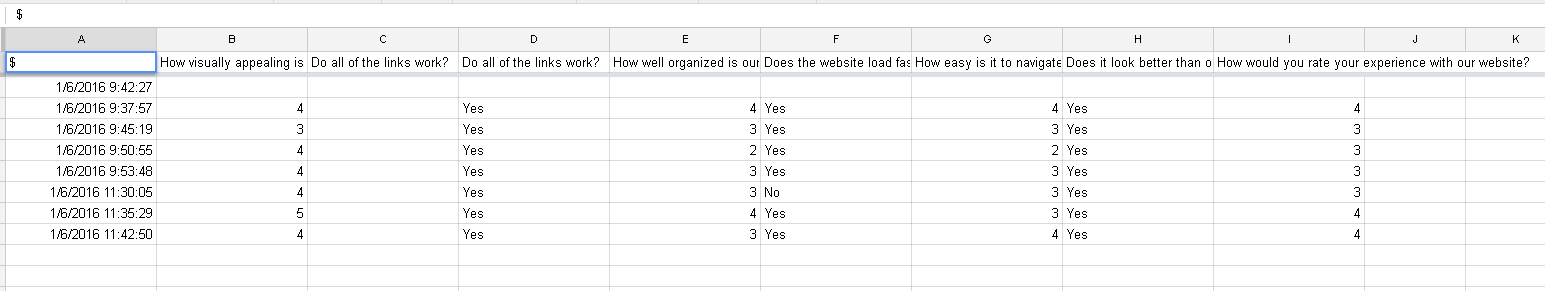 $
A B C D E F G H I J K
$ How visually appealing is Do all of the links work? Do all of the links work? How well organized is our Does the website load fas How easy is it to navigate Does it look better than o How would you rate your experience with our website?
1/6/2016 9:42:27
1/6/2016 9:37:57 4 Yes 4 Yes 4 Yes 4
1/6/2016 9:45:19 3 Yes 3 Yes 3 Yes 3
1/6/2016 9:50:55 4 Yes 2 Yes 2 Yes 3
1/6/2016 9:53:48 4 Yes 3 Yes 3 Yes 3
1/6/2016 11:30:05 4 Yes 3 No 3 Yes 3
1/6/2016 11:35:29 5 Yes 4 Yes 3 Yes 4
1/6/2016 11:42:50 4 Yes 3 Yes 4 Yes 4